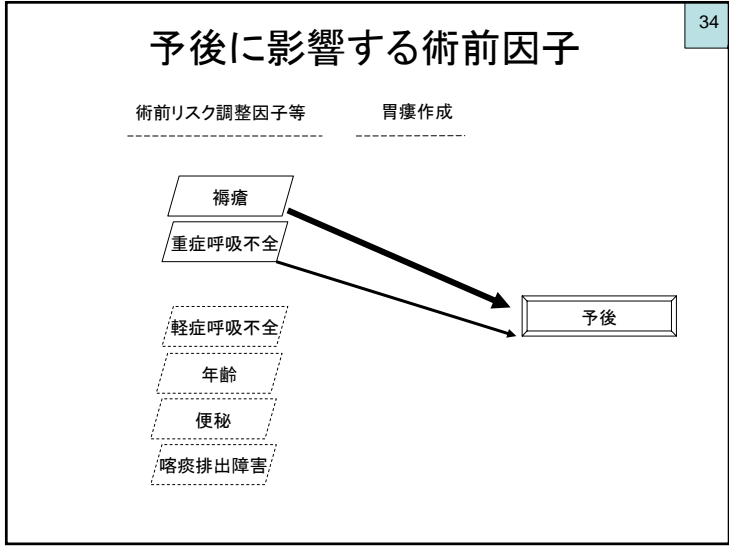 34
予後に影響する術前因子
術前リスク調整因子等 胃瘻作成
褥瘡
重症呼吸不全
予後
軽症呼吸不全
年齢
便秘
喀痰排出障害